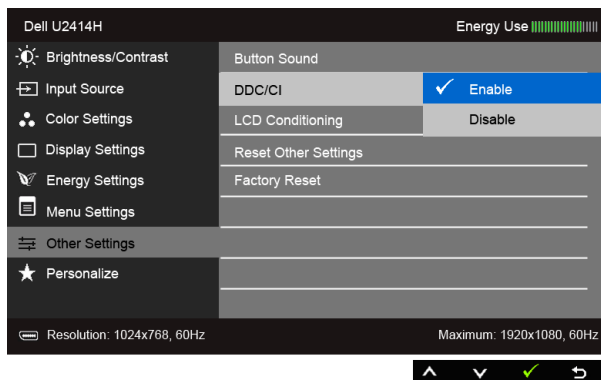 Dell U2414H Energy Use
Brightness/Contrast Button Sound
Input Source DDC/CI Enable
Color Settings LCD Conditioning Disable
Display Settings Reset Other Settings
Energy Settings Factory Reset
Menu Settings
Other Settings
Personalize
Resolution: 1024x768, 60Hz Maximum: 1920x1080, 60Hz